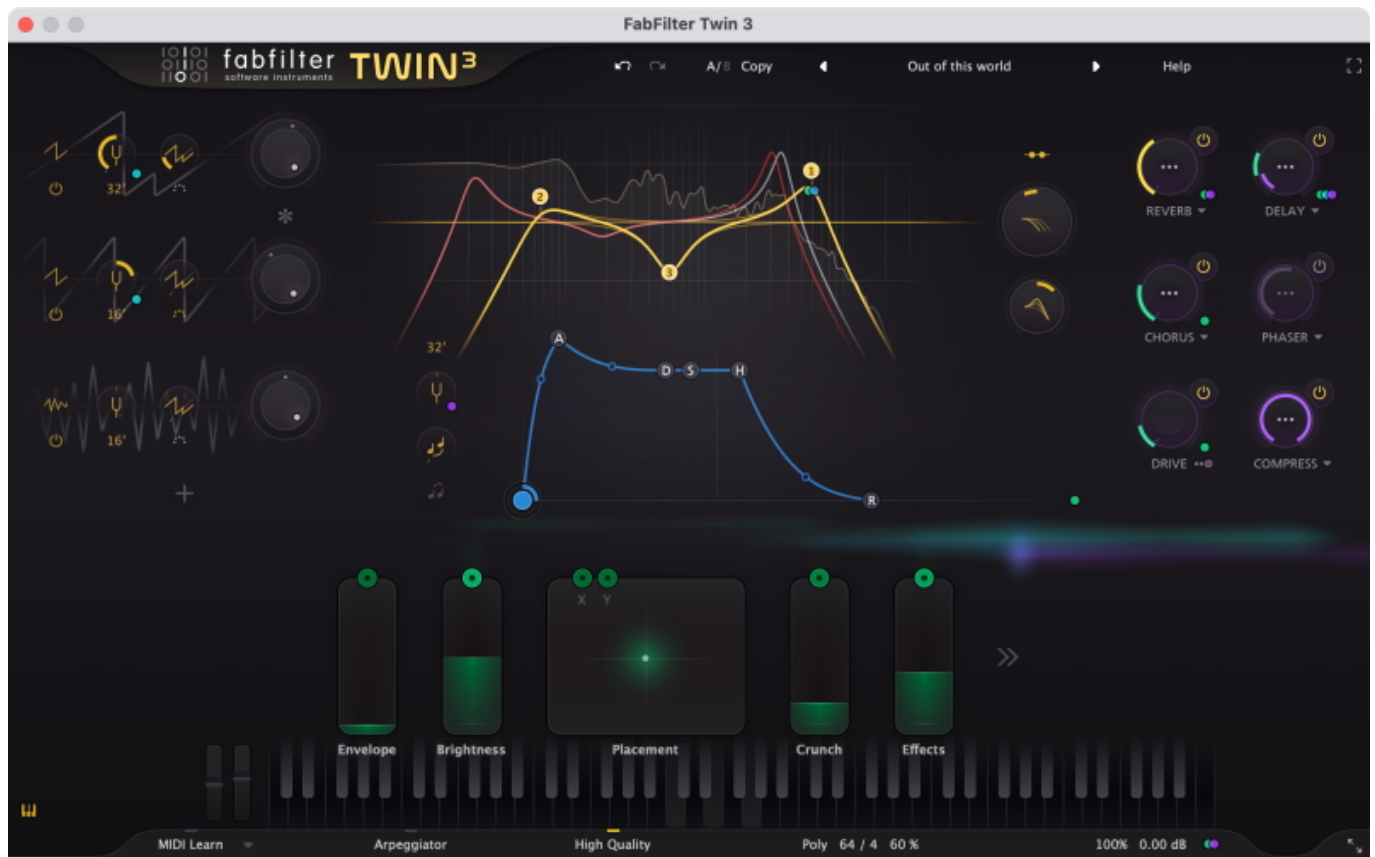 FabFilter Twin 3
fabfilter
software instruments
TWIN3
A/B Copy
Out of this world
Help
32'
16'
16'
2
1
3
32'
A
D
S
H
R
REVERB
DELAY
CHORUS
PHASER
DRIVE
COMPRESS
X Y
Envelope
Brightness
Placement
Crunch
Effects
MIDI Learn
Arpeggiator
High Quality
Poly 64 / 4 60 %
100% 0.00 dB